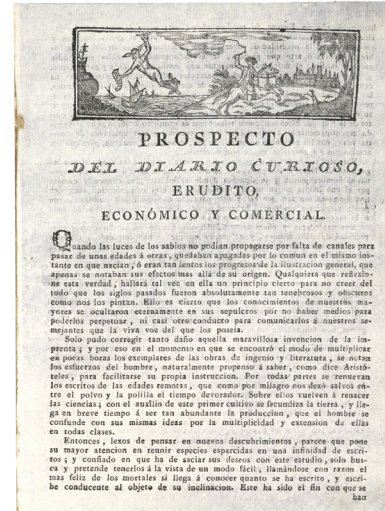 PROSPECTO
DEL DIARIO CURIOSO,
ERUDITO,
ECONÓMICO Y COMERCIAL.
Quando las luces de los sabios no podian propagarse por falta de canales para
pasar de unas edades á otras, quedaban apagadas por lo comun en el mismo ins-
tante en que nacian, ó eran tan lentos los progresos de la ilustracion general, que
apenas se notaban sus efectos mas allá de su origen. Qualquiera que reflexio-
ne esta verdad, hallará tal vez en ella un principio cierto para no creer del
todo que los siglos pasados fueron absolutamente tan tenebrosos y obscuros
como nos los pintan. Ello es cierto que los conocimientos de nuestros ma-
yores se ocultaron eternamente en sus sepulcros por no haber medios para
poderlos perpetuar, ni casi otro conducto para comunicarlos á nuestros se-
mejantes que la viva voz del que los poseía.
Solo pudo corregir tanto daño aquella maravillosa invencion de la im-
prenta; y por eso en el momento en que se encontró el modo de multiplicar
en pocas horas los exemplares de las obras de ingenio y literatura, se notan
los esfuerzos del hombre, naturalmente propenso á saber, como dice Aristó-
teles, para facilitarse su propia instruccion. Por todas partes se renuevan
los escritos de las edades remotas, que como por milagro nos dexó salvos en-
tre el polvo y la polilla el tiempo devorador. Sobre ellos vuelven á renacer
las ciencias; con el auxîlio de este primer cultivo se fecundiza la tierra, y lle-
ga en breve tiempo á ser tan abundante la produccion, que el hombre se
confunde con sus mismas ideas por la multiplicidad y extension de ellas
en todas clases.
Entonces, lexos de pensar en nuevos descubrimientos, parece que pone
su mayor atencion en reunir especies esparcidas en una infinidad de escri-
tos; y confiado en que ha de saciar sus deseos con este estudio, solo bus-
ca y pretende tenerlos á la vista de un modo fácil, llamándose con razon el
mas feliz de los mortales si llega á conocer quanto se ha escrito, y escri-
be conducente al objeto de su inclinacion. Este ha sido el fin con que se
han